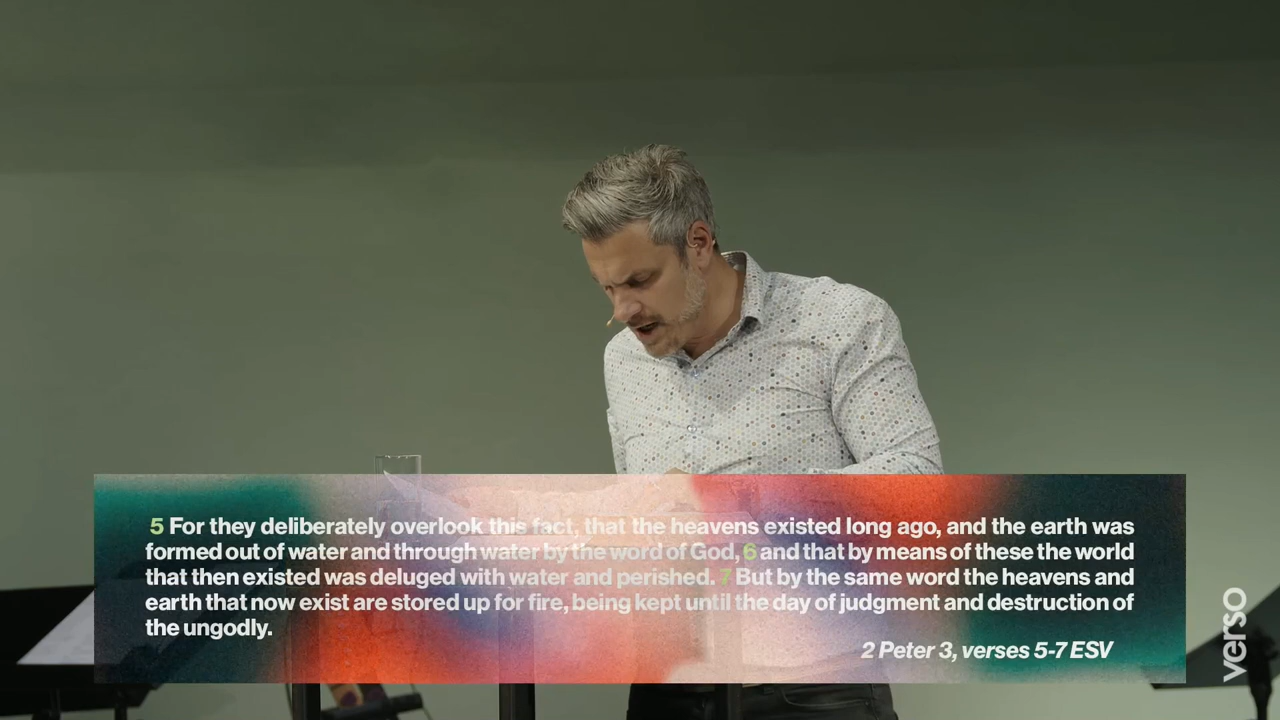 5 For they deliberately overlook this fact, that the heavens existed long ago, and the earth was
formed out of water and through water by the word of God, 6 and that by means of these the world
that then existed was deluged with water and perished. 7 But by the same word the heavens and
earth that now exist are stored up for fire, being kept until the day of judgment and destruction of
the ungodly.
2 Peter 3, verses 5-7 ESV
verso